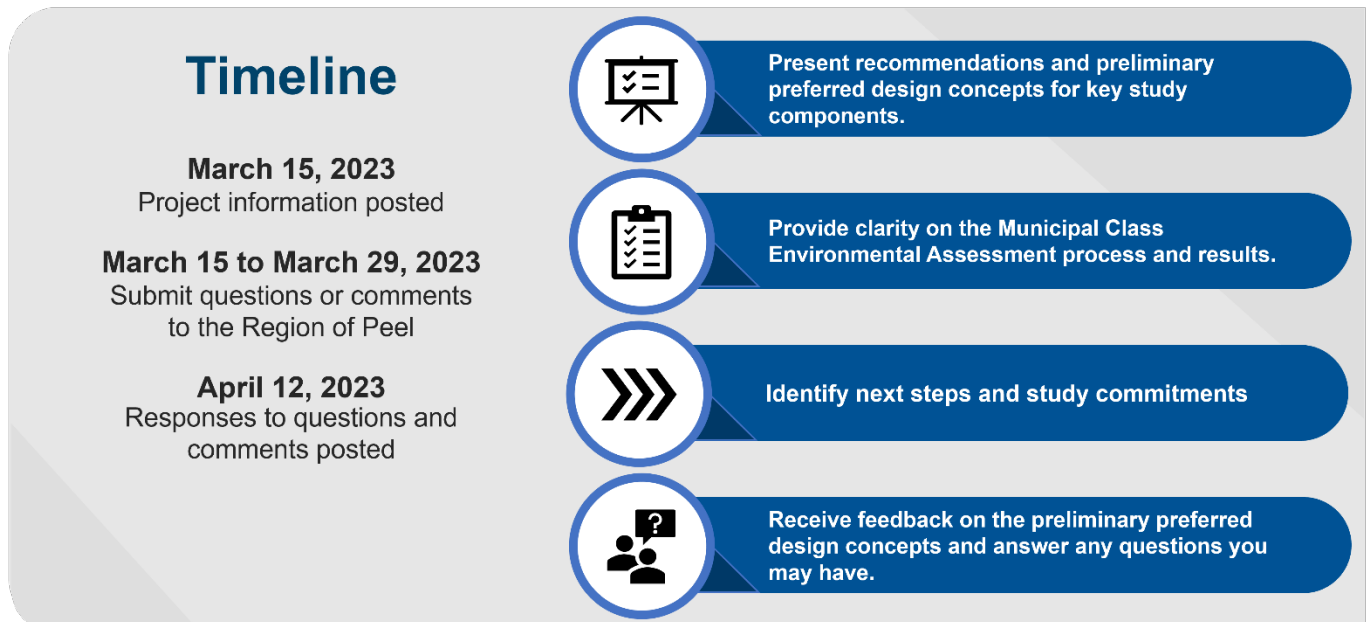 Timeline
March 15, 2023
Project information posted
March 15 to March 29, 2023
Submit questions or comments
to the Region of Peel
April 12, 2023
Responses to questions and
comments posted
Present recommendations and preliminary
preferred design concepts for key study
components.
Provide clarity on the Municipal Class
Environmental Assessment process and results.
Identify next steps and study commitments
?
Receive feedback on the preliminary preferred
design concepts and answer any questions you
may have.